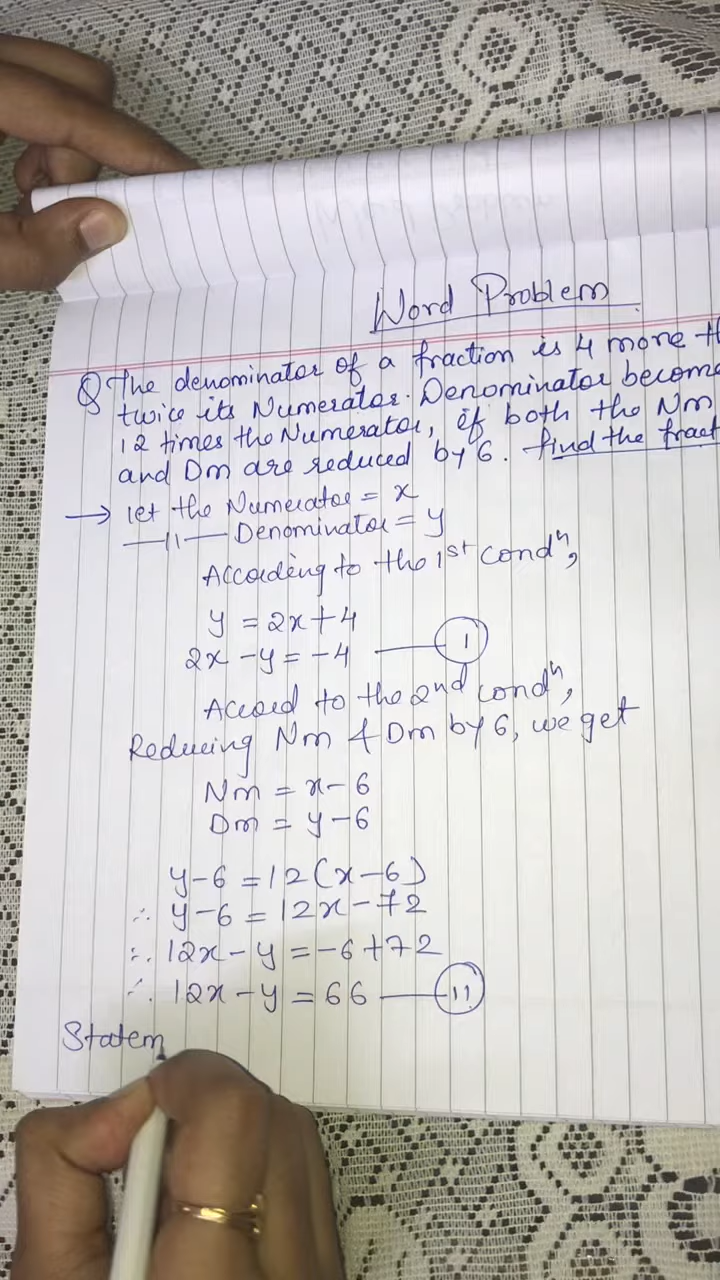 Word Problem
Q The denominator of a fraction is 4 more
twice its Numerator. Denominator become
12 times the Numerator, if both the Nm
and Dm are reduced by 6. find the fract
→ let the Numerator = x
—11— Denominator = y
According to the 1st condⁿ,
y = 2x+4
2x - y = -4 — 1
Accord to the 2nd condⁿ,
Reducing Nm & Dm by 6, we get
Nm = x-6
Dm = y-6
y-6 = 12(x-6)
∴ y-6 = 12x-72
∴ 12x-y = -6+72
∴ 12x-y = 66 — 11
Statem